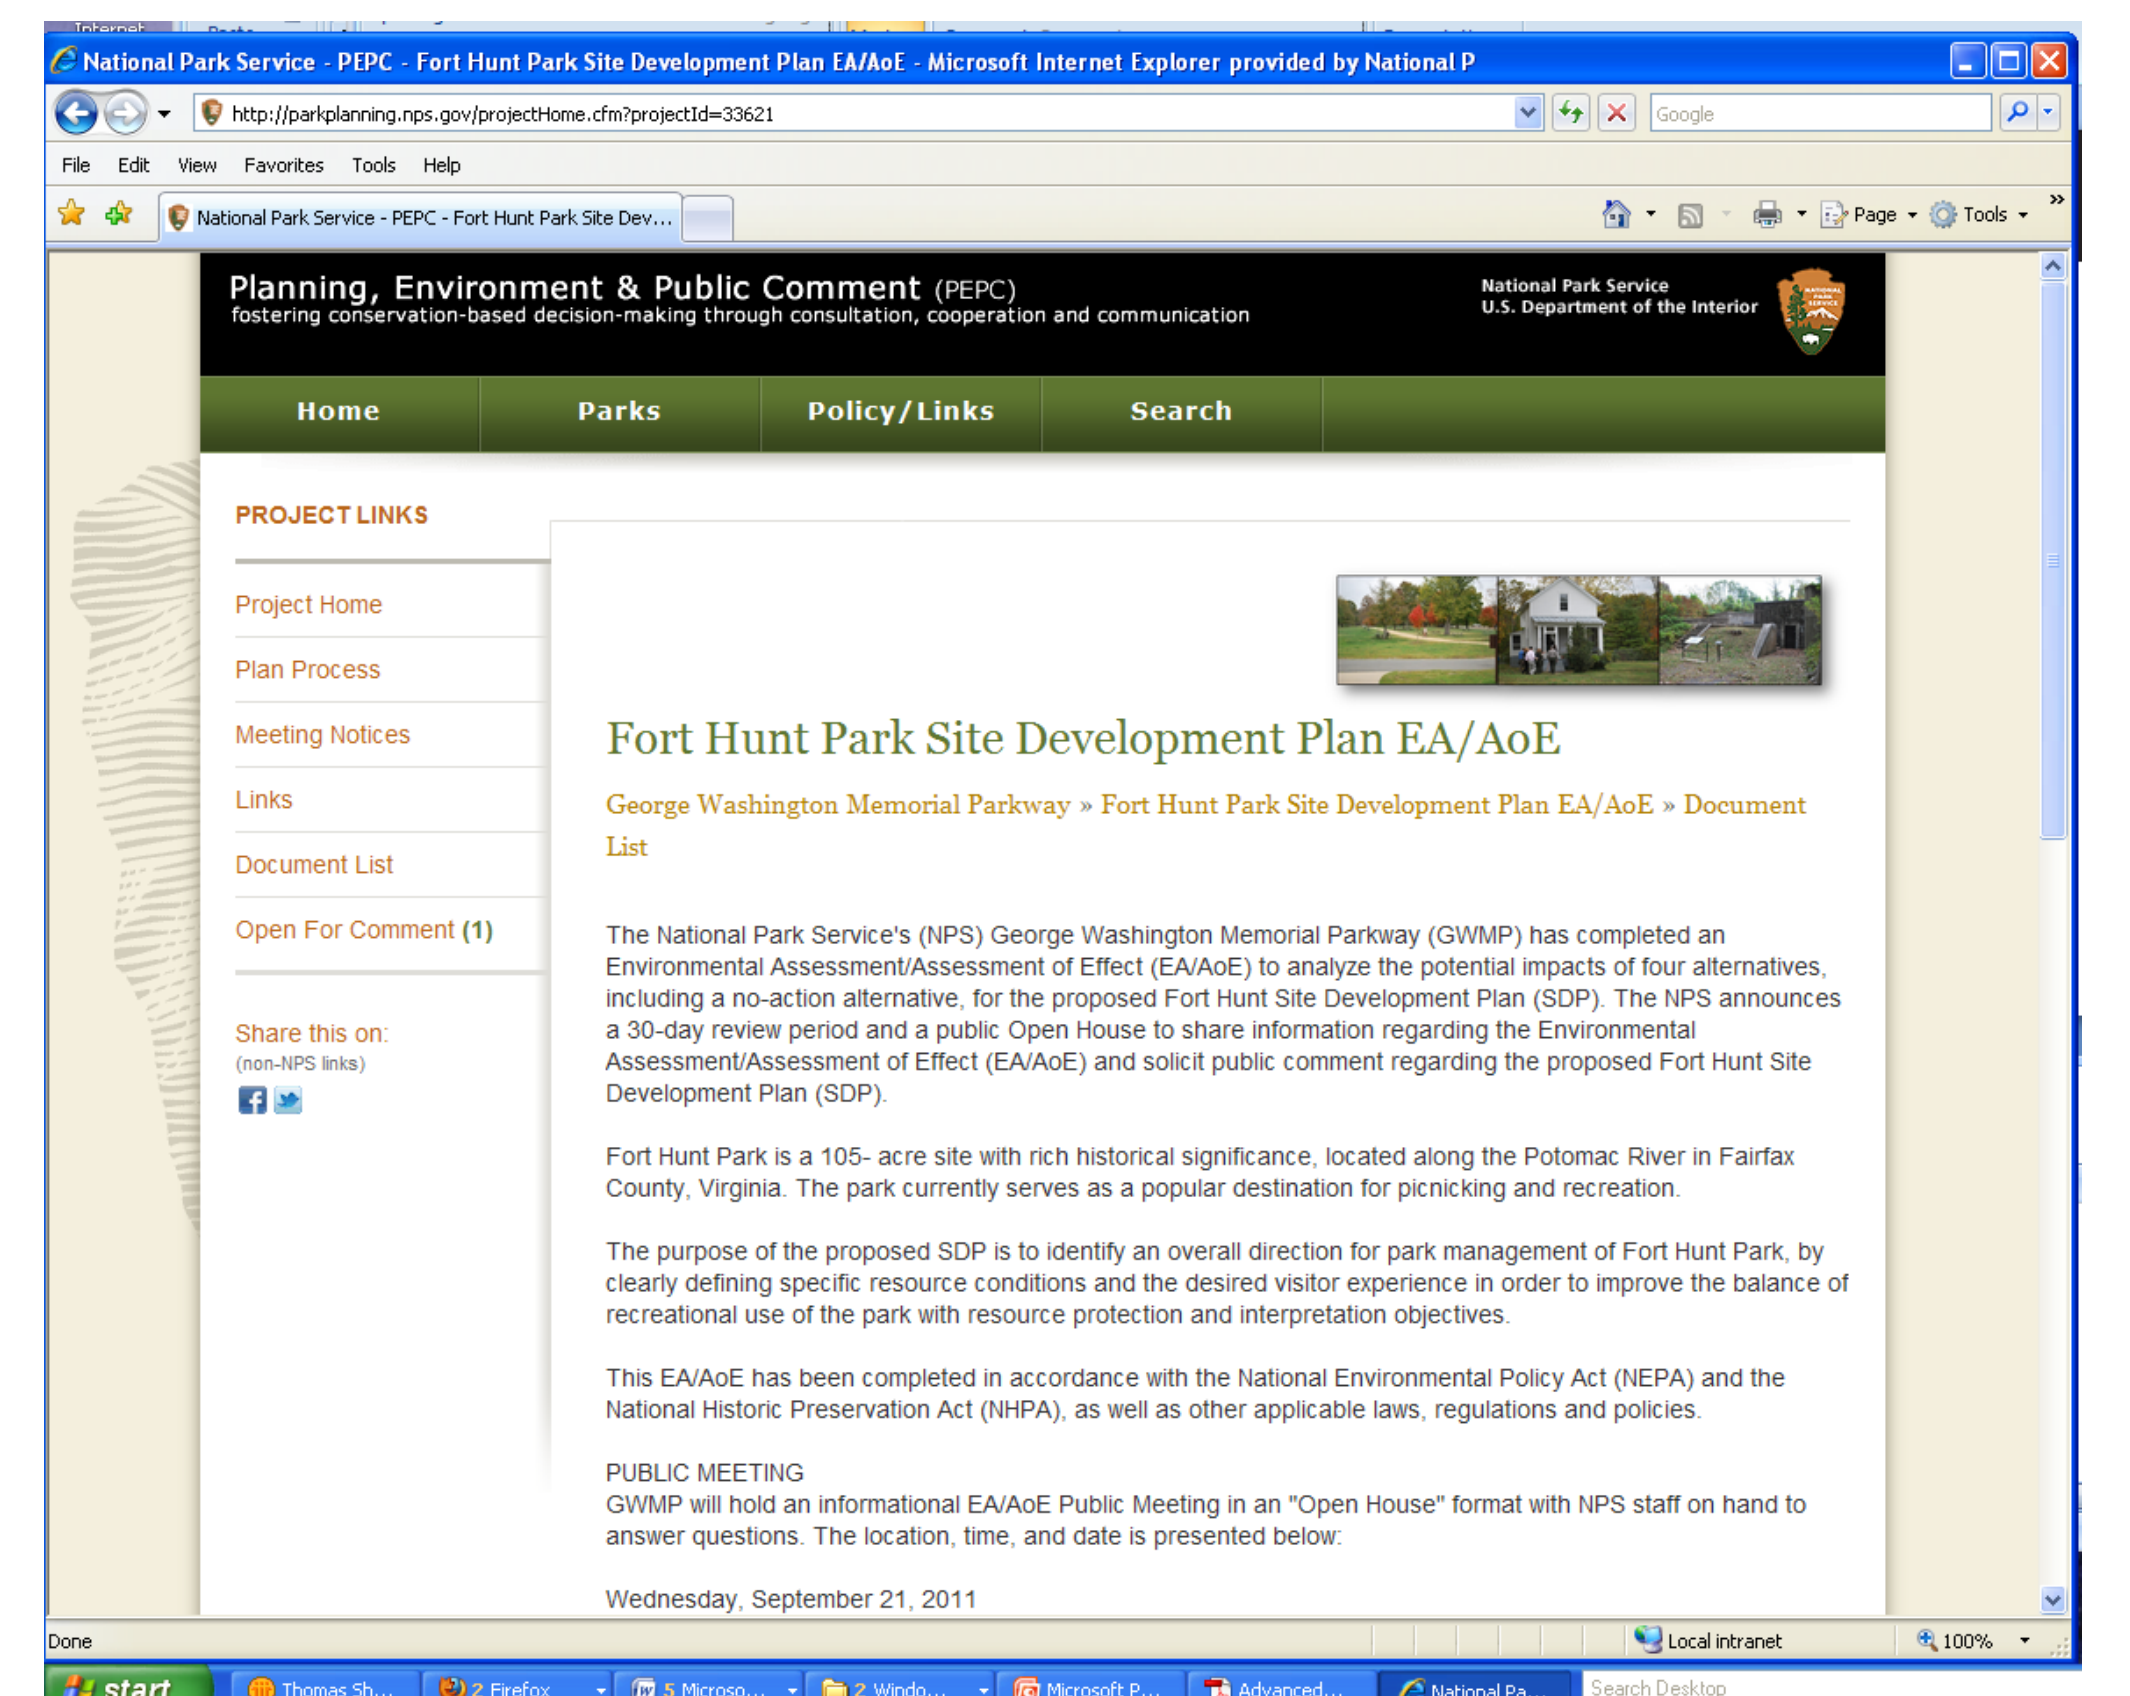 Internet
National Park Service - PEPC - Fort Hunt Park Site Development Plan EA/AoE - Microsoft Internet Explorer provided by National P
http://parkplanning.nps.gov/projectHome.cfm?projectId=33621
Google
File Edit View Favorites Tools Help
National Park Service - PEPC - Fort Hunt Park Site Dev...
Page Tools »
Planning, Environment & Public Comment (PEPC)
fostering conservation-based decision-making through consultation, cooperation and communication
National Park Service
U.S. Department of the Interior
NATIONAL
PARK
SERVICE
Home Parks Policy/Links Search
PROJECT LINKS
Project Home
Plan Process
Meeting Notices
Links
Document List
Open For Comment (1)
Share this on:
(non-NPS links)
Fort Hunt Park Site Development Plan EA/AoE
George Washington Memorial Parkway » Fort Hunt Park Site Development Plan EA/AoE » Document
List
The National Park Service's (NPS) George Washington Memorial Parkway (GWMP) has completed an
Environmental Assessment/Assessment of Effect (EA/AoE) to analyze the potential impacts of four alternatives,
including a no-action alternative, for the proposed Fort Hunt Site Development Plan (SDP). The NPS announces
a 30-day review period and a public Open House to share information regarding the Environmental
Assessment/Assessment of Effect (EA/AoE) and solicit public comment regarding the proposed Fort Hunt Site
Development Plan (SDP).
Fort Hunt Park is a 105- acre site with rich historical significance, located along the Potomac River in Fairfax
County, Virginia. The park currently serves as a popular destination for picnicking and recreation.
The purpose of the proposed SDP is to identify an overall direction for park management of Fort Hunt Park, by
clearly defining specific resource conditions and the desired visitor experience in order to improve the balance of
recreational use of the park with resource protection and interpretation objectives.
This EA/AoE has been completed in accordance with the National Environmental Policy Act (NEPA) and the
National Historic Preservation Act (NHPA), as well as other applicable laws, regulations and policies.
PUBLIC MEETING
GWMP will hold an informational EA/AoE Public Meeting in an "Open House" format with NPS staff on hand to
answer questions. The location, time, and date is presented below:
Wednesday, September 21, 2011
Done Local intranet 100%
start Thomas Sh... 2 Firefox 5 Microso... 2 Windo... Microsoft P... Advanced... National Pa... Search Desktop